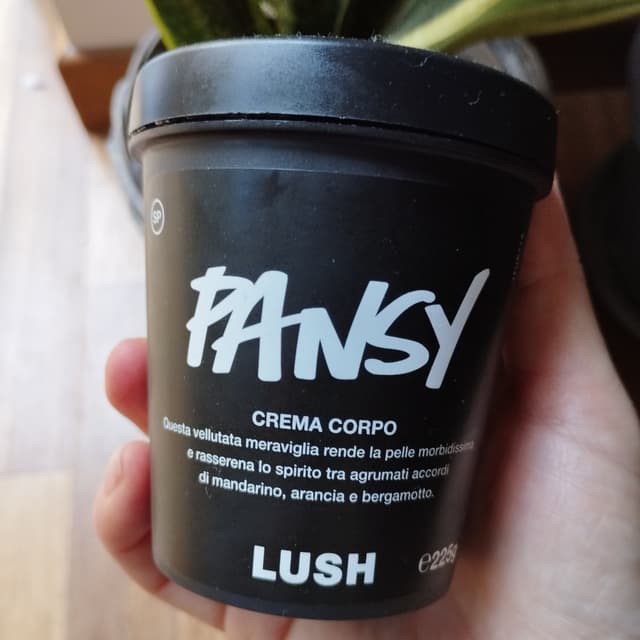 SP
PANSY
CREMA CORPO
Questa vellutata meraviglia rende la pelle morbidissima
e rasserena lo spirito tra agrumati accordi
di mandarino, arancia e bergamotto.
LUSH
℮225g